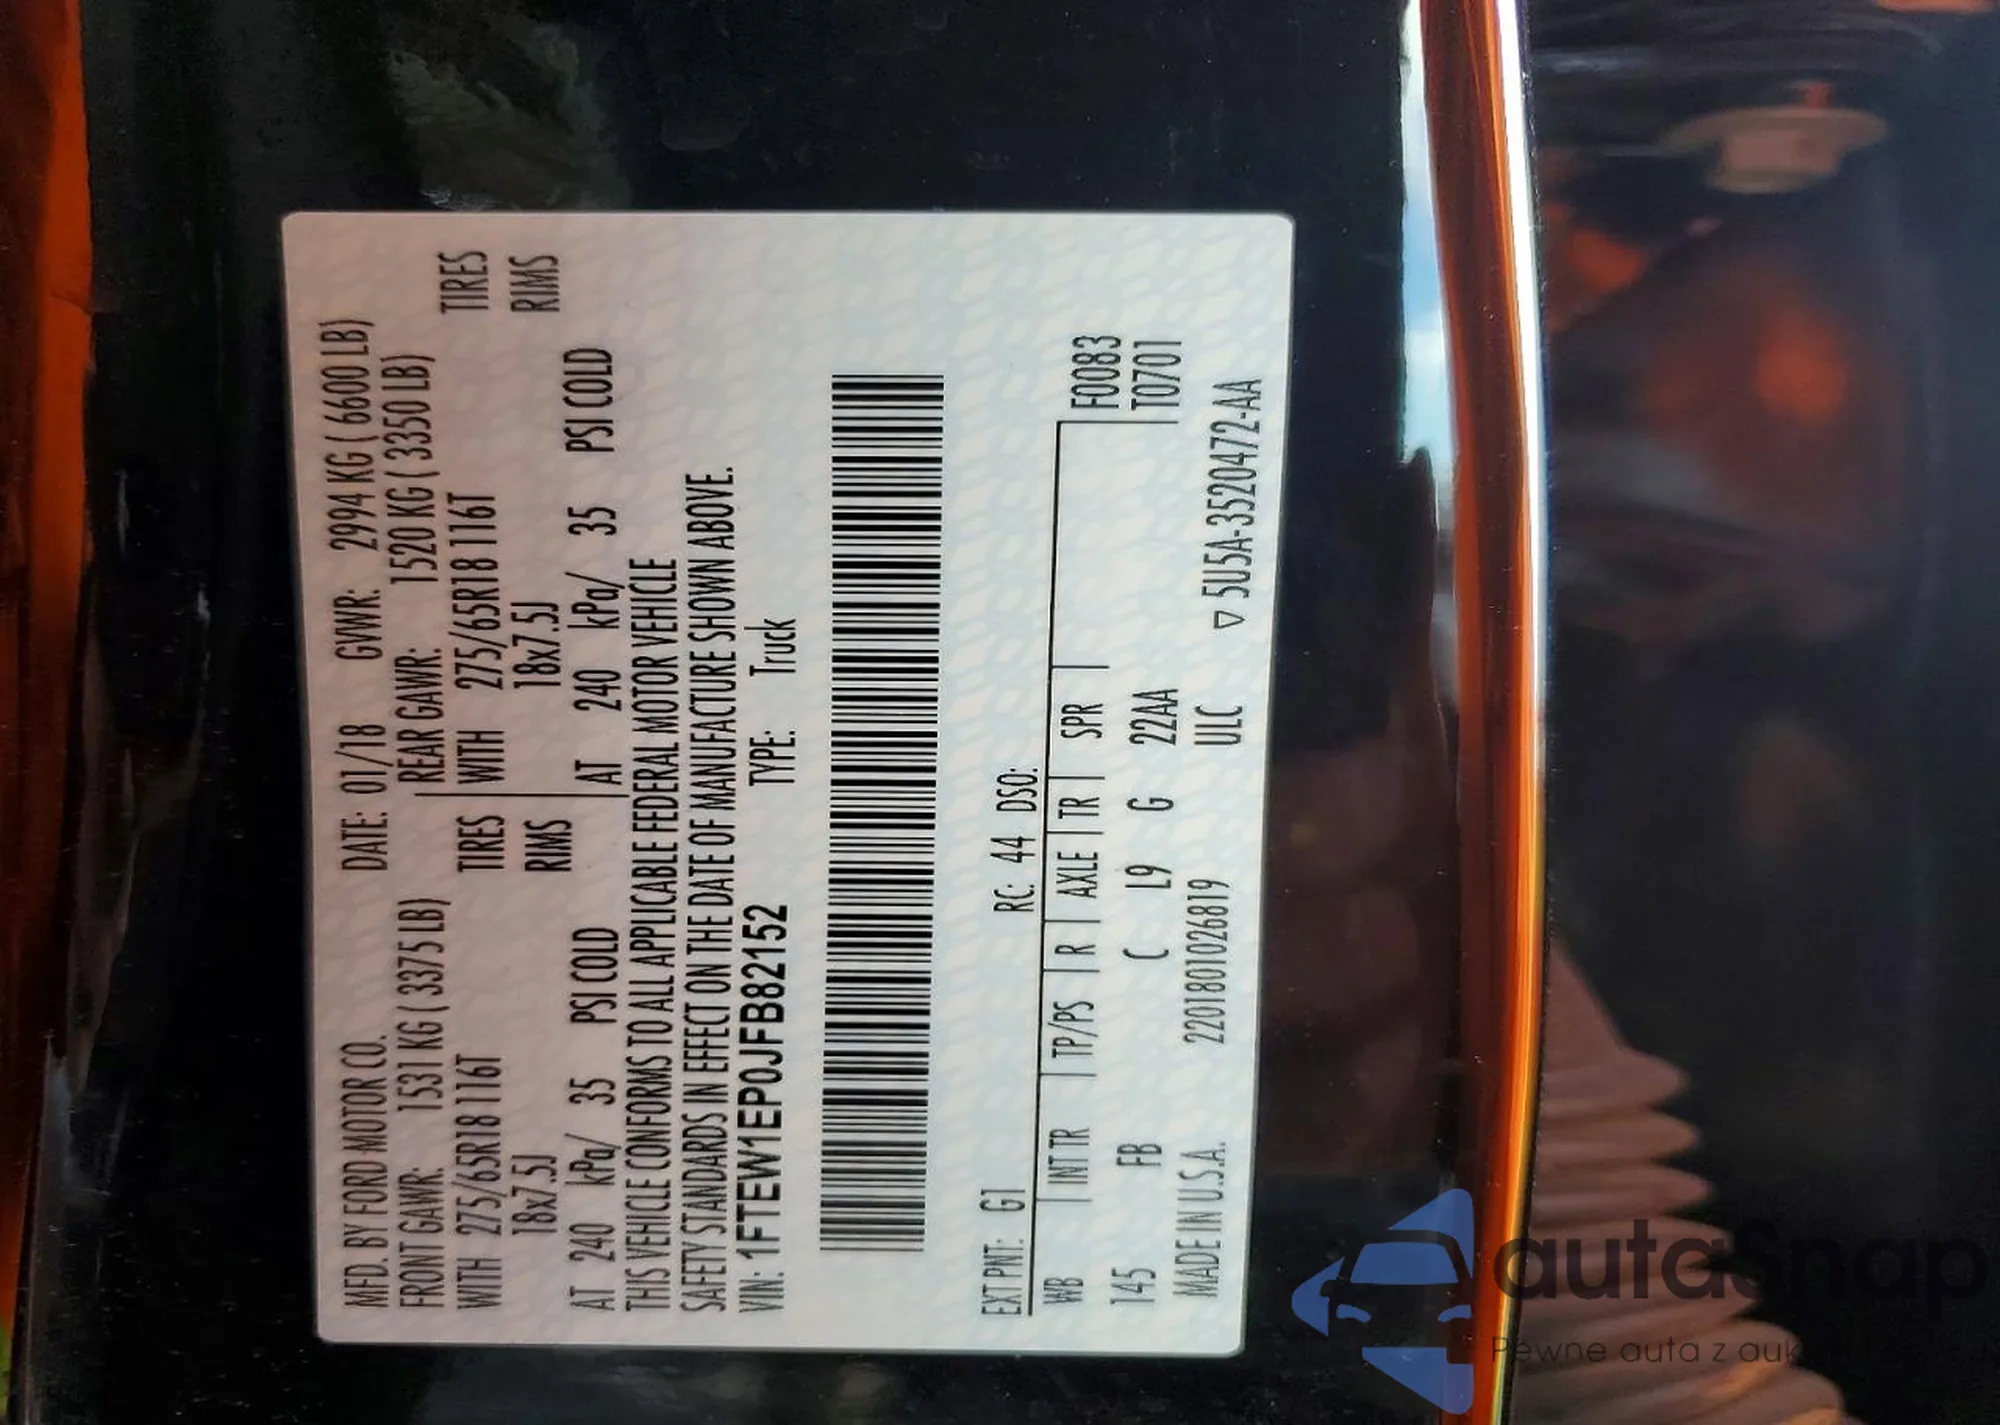 MFD. BY FORD MOTOR CO. DATE: 01/18 GVWR: 2994 KG ( 6600 LB)
FRONT GAWR: 1531 KG ( 3375 LB) REAR GAWR: 1520 KG ( 3350 LB)
WITH 275/65R18 116T TIRES WITH 275/65R18 116T TIRES
18x7.5J RIMS 18x7.5J RIMS
AT 240 kPa/ 35 PSI COLD AT 240 kPa/ 35 PSI COLD
THIS VEHICLE CONFORMS TO ALL APPLICABLE FEDERAL MOTOR VEHICLE
SAFETY STANDARDS IN EFFECT ON THE DATE OF MANUFACTURE SHOWN ABOVE.
VIN: 1FTEW1EP0JFB82152 TYPE: Truck
EXT PNT: G1 RC: 44 DSO:
WB INT TR TP/PS R AXLE TR SPR F0083
145 FB C L9 G 22AA T0701
MADE IN U.S.A. 220180102681​9 ULC ▽ 5U5A-3520472-AA
autasnap
Pewne auta z